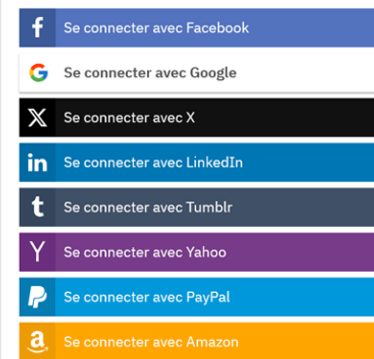 Se connecter avec Facebook
Se connecter avec Google
Se connecter avec X
Se connecter avec LinkedIn
Se connecter avec Tumblr
Se connecter avec Yahoo
Se connecter avec PayPal
Se connecter avec Amazon